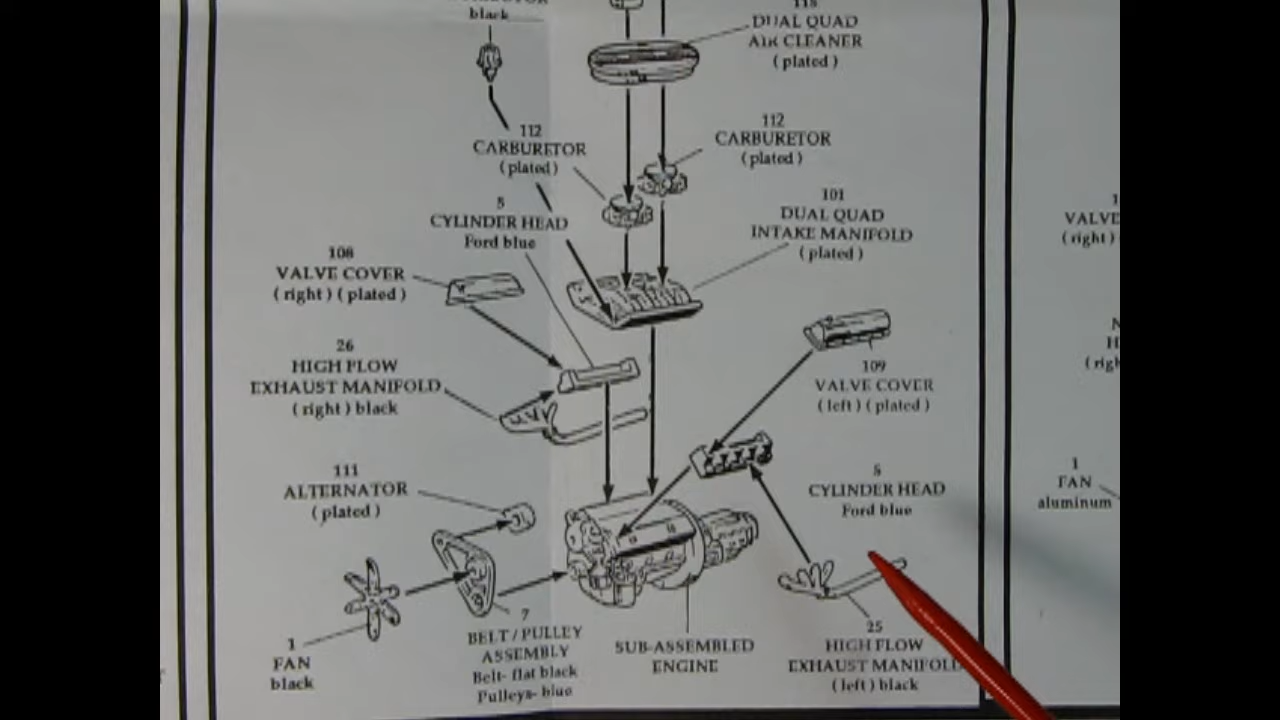 black
113
DUAL QUAD
AIR CLEANER
( plated )
112
CARBURETOR
( plated )
112
CARBURETOR
( plated )
5
CYLINDER HEAD
Ford blue
101
DUAL QUAD
INTAKE MANIFOLD
( plated )
108
VALVE COVER
( right ) ( plated )
26
HIGH FLOW
EXHAUST MANIFOLD
( right ) black
109
VALVE COVER
( left ) ( plated )
111
ALTERNATOR
( plated )
5
CYLINDER HEAD
Ford blue
1
FAN
black
7
BELT / PULLEY
ASSEMBLY
Belt- flat black
Pulleys- blue
SUB-ASSEMBLED
ENGINE
25
HIGH FLOW
EXHAUST MANIFOLD
( left ) black
VALVE
( right )
1
FAN
aluminum